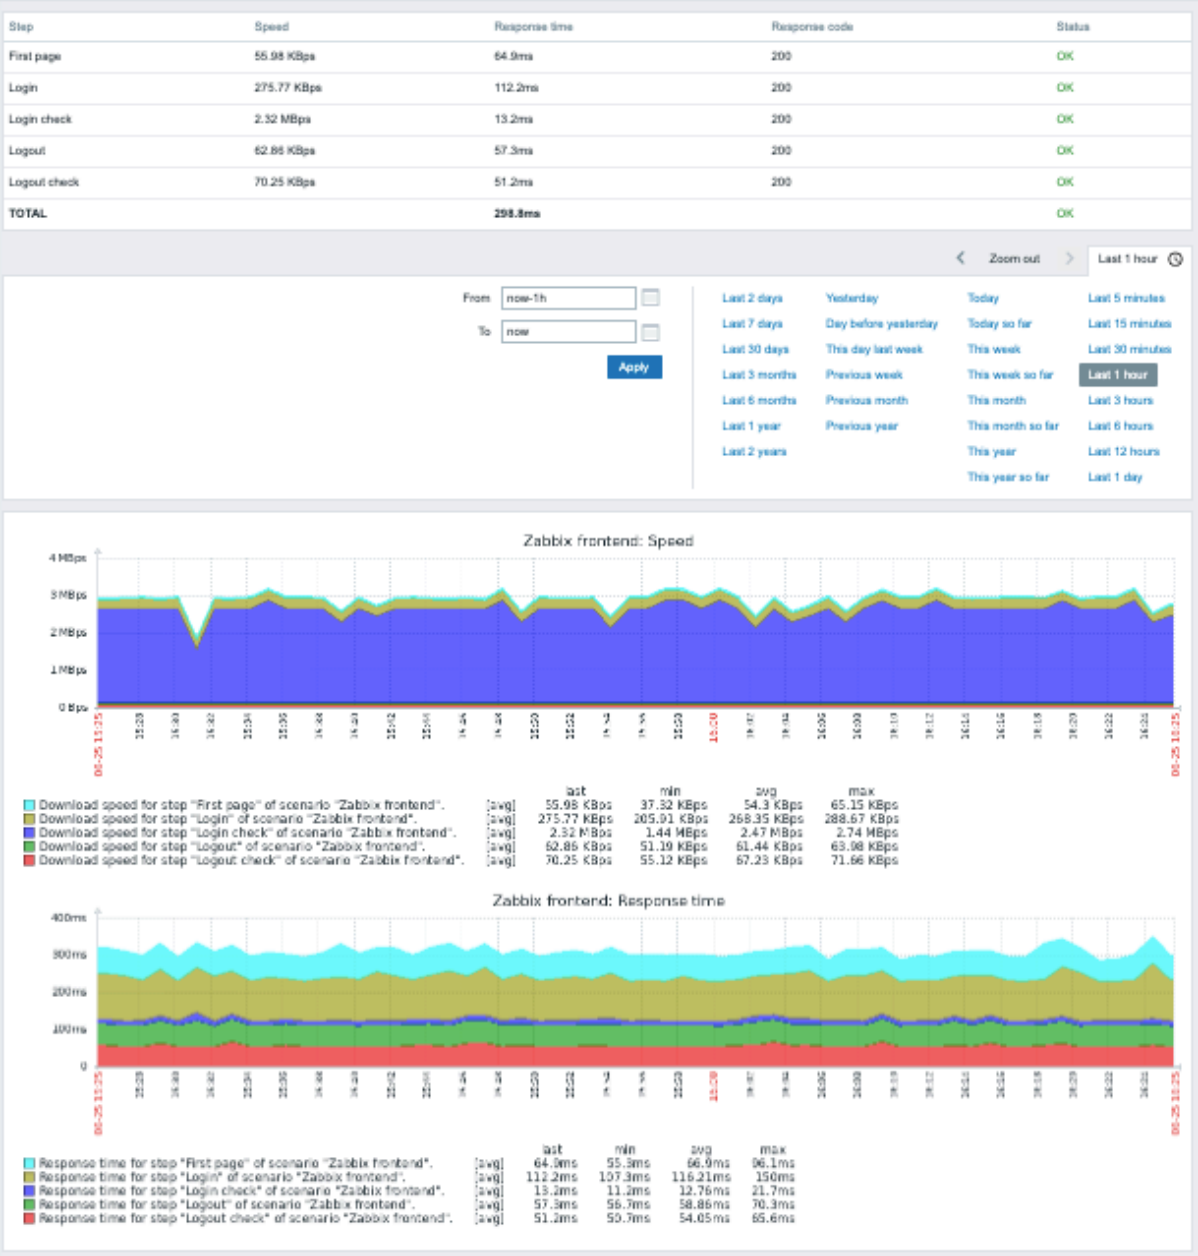 Step Speed Response time Response code Status
First page 55.98 KBps 64.9ms 200 OK
Login 275.77 KBps 112.2ms 200 OK
Login check 2.32 MBps 13.2ms 200 OK
Logout 62.86 KBps 57.3ms 200 OK
Logout check 70.25 KBps 51.2ms 200 OK
TOTAL 298.8ms OK
Zoom out Last 1 hour
From now-1h Last 2 days Yesterday Today Last 5 minutes
To now Last 7 days Day before yesterday Today so far Last 15 minutes
Last 30 days This day last week This week Last 30 minutes
Apply Last 3 months Previous week This week so far Last 1 hour
Last 6 months Previous month This month Last 3 hours
Last 1 year Previous year This month so far Last 6 hours
Last 2 years This year Last 12 hours
This year so far Last 1 day
Zabbix frontend: Speed
4 MBps
3 MBps
2 MBps
1 MBps
0 Bps
last min avg max
Download speed for step "First page" of scenario "Zabbix frontend". [avg] 55.98 KBps 37.32 KBps 54.3 KBps 65.15 KBps
Download speed for step "Login" of scenario "Zabbix frontend". [avg] 275.77 KBps 205.91 KBps 268.35 KBps 288.67 KBps
Download speed for step "Login check" of scenario "Zabbix frontend". [avg] 2.32 MBps 1.44 MBps 2.47 MBps 2.74 MBps
Download speed for step "Logout" of scenario "Zabbix frontend". [avg] 62.86 KBps 51.19 KBps 61.44 KBps 63.98 KBps
Download speed for step "Logout check" of scenario "Zabbix frontend". [avg] 70.25 KBps 55.12 KBps 67.23 KBps 71.66 KBps
Zabbix frontend: Response time
400ms
300ms
200ms
100ms
0
last min avg max
Response time for step "First page" of scenario "Zabbix frontend". [avg] 64.9ms 55.3ms 66.9ms 96.1ms
Response time for step "Login" of scenario "Zabbix frontend". [avg] 112.2ms 107.3ms 116.21ms 150ms
Response time for step "Login check" of scenario "Zabbix frontend". [avg] 13.2ms 11.2ms 12.76ms 21.7ms
Response time for step "Logout" of scenario "Zabbix frontend". [avg] 57.3ms 56.7ms 58.86ms 70.3ms
Response time for step "Logout check" of scenario "Zabbix frontend". [avg] 51.2ms 50.7ms 54.05ms 65.6ms